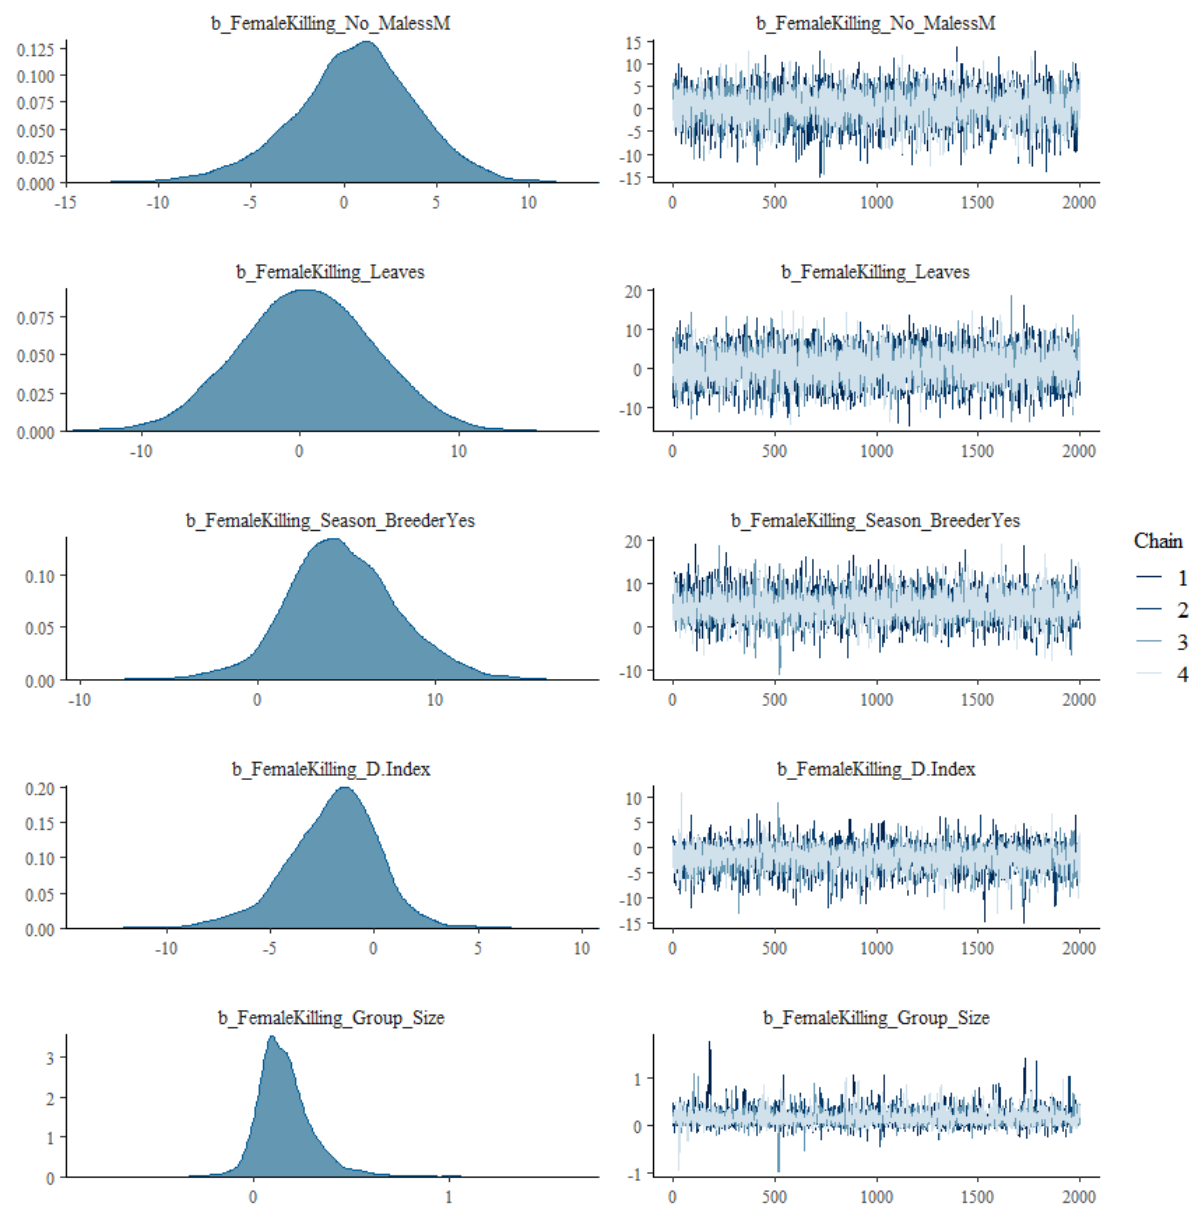 b_FemaleKilling_No_MalessM
0.125
0.100
0.075
0.050
0.025
0.000
-15 -10 -5 0 5 10
b_FemaleKilling_No_MalessM
15
10
5
0
-5
-10
-15
0 500 1000 1500 2000
b_FemaleKilling_Leaves
0.075
0.050
0.025
0.000
-10 0 10
b_FemaleKilling_Leaves
20
10
0
-10
0 500 1000 1500 2000
b_FemaleKilling_Season_BreederYes
0.10
0.05
0.00
-10 0 10
b_FemaleKilling_Season_BreederYes
20
10
0
-10
0 500 1000 1500 2000
b_FemaleKilling_D.Index
0.20
0.15
0.10
0.05
0.00
-10 -5 0 5 10
b_FemaleKilling_D.Index
10
5
0
-5
-10
-15
0 500 1000 1500 2000
b_FemaleKilling_Group_Size
3
2
1
0
0 1
b_FemaleKilling_Group_Size
1
0
-1
0 500 1000 1500 2000
Chain
1
2
3
4